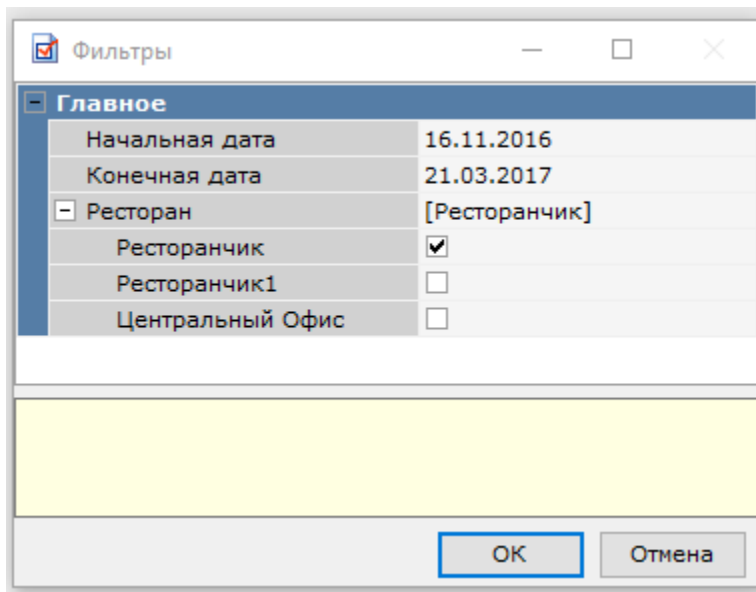 Фильтры
Главное
Начальная дата 16.11.2016
Конечная дата 21.03.2017
Ресторан [Ресторанчик]
Ресторанчик
Ресторанчик1
Центральный Офис
ОК Отмена